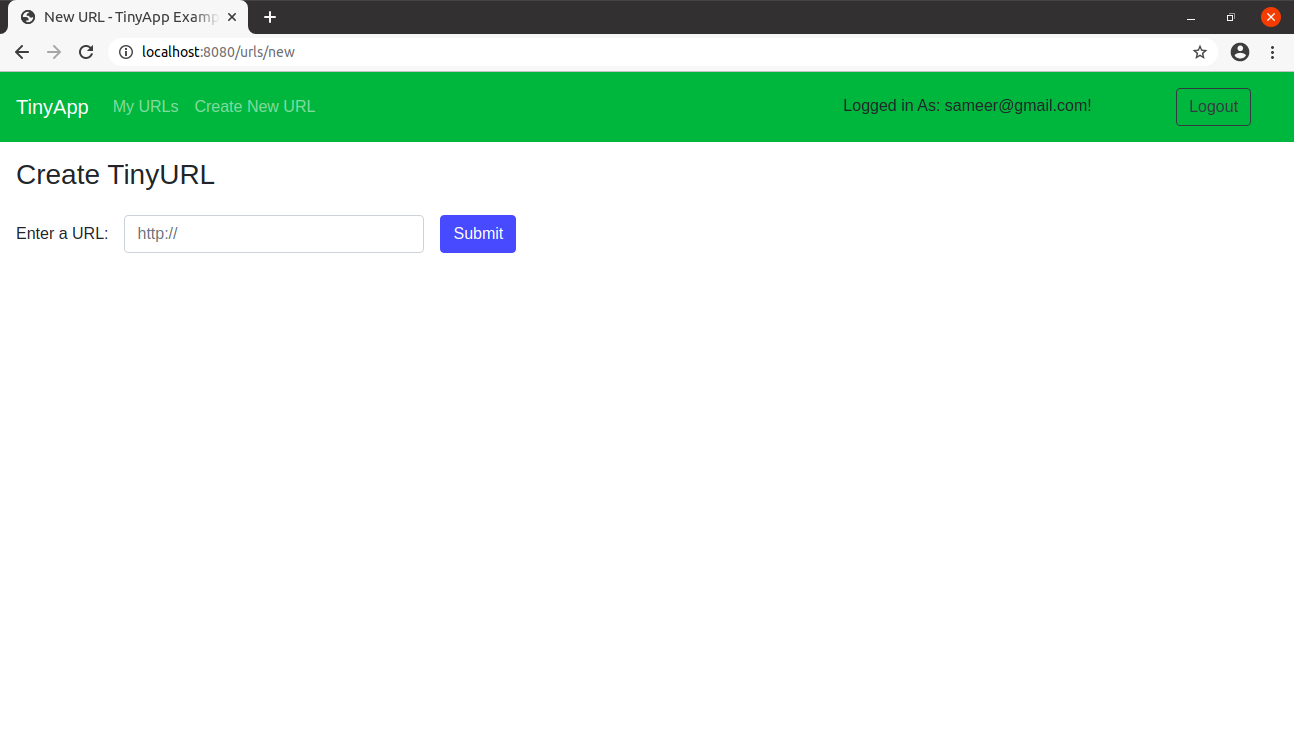 New URL - TinyApp Examp
localhost:8080/urls/new
TinyApp My URLs Create New URL Logged in As: sameer@gmail.com! Logout
Create TinyURL
Enter a URL: http:// Submit